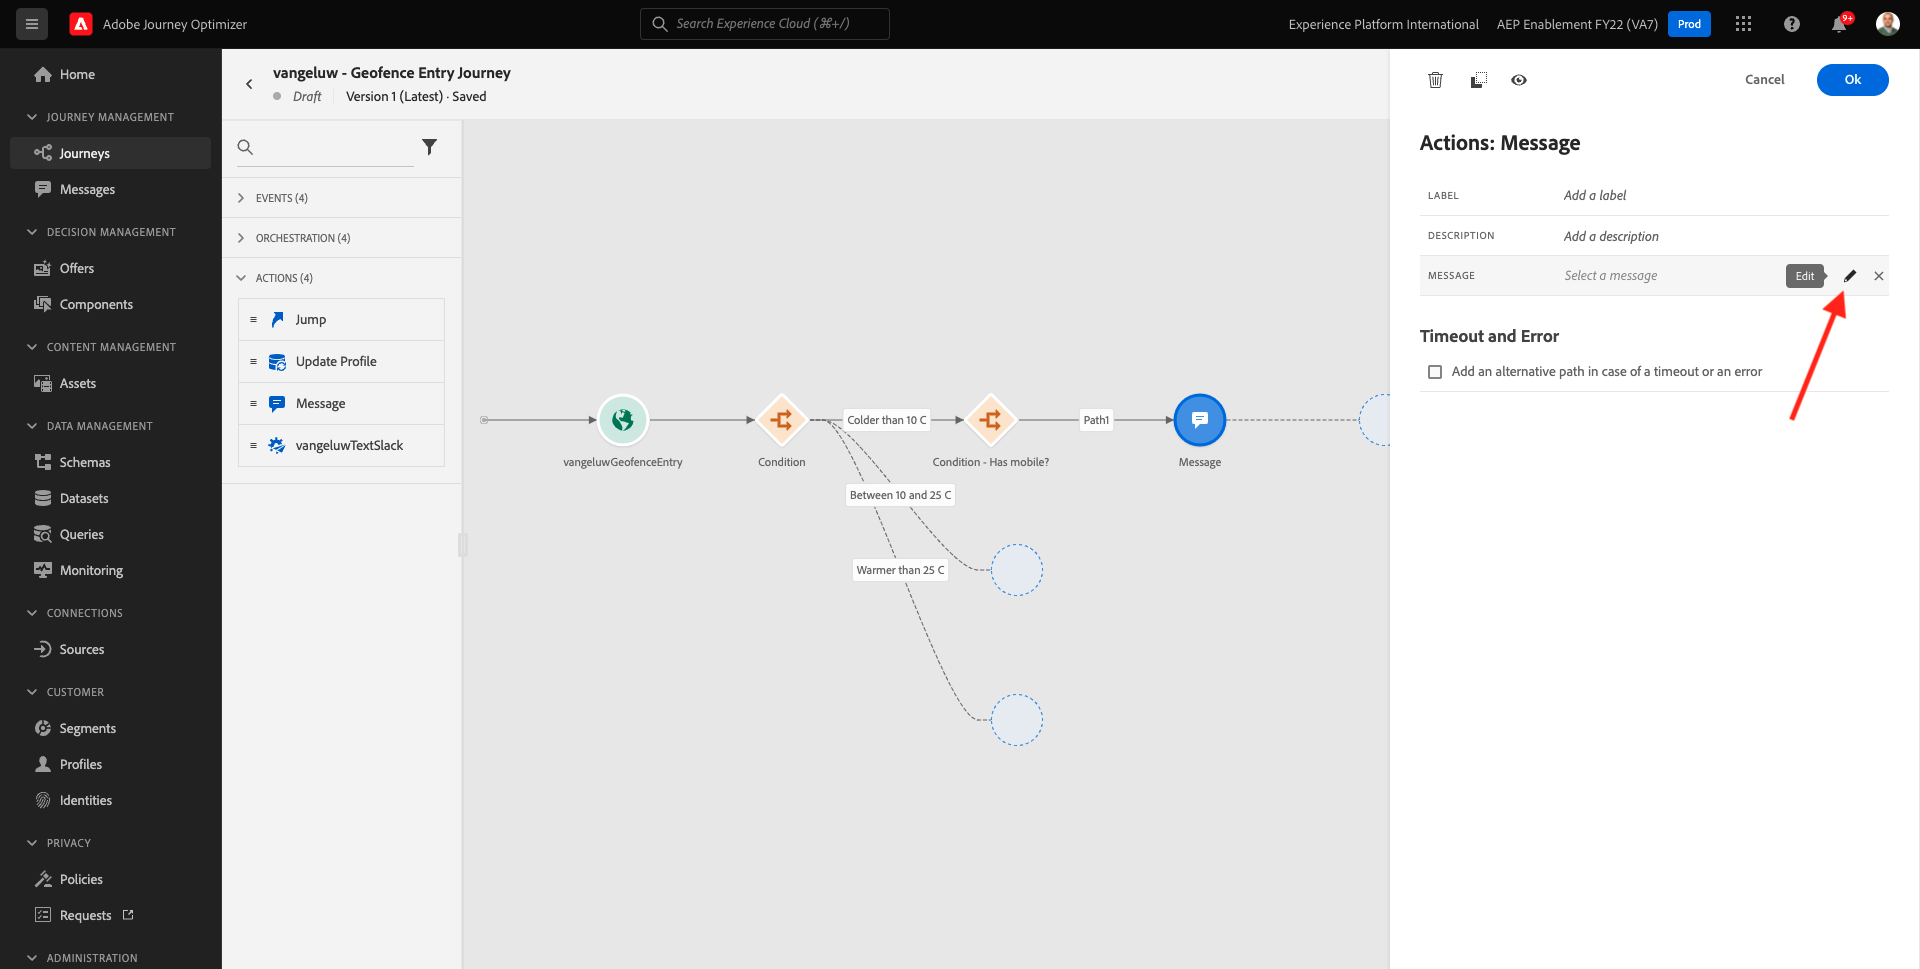 Adobe Journey Optimizer
Search Experience Cloud (⌘+/)
Experience Platform International
AEP Enablement FY22 (VA7)
Prod
9+
Home
JOURNEY MANAGEMENT
Journeys
Messages
DECISION MANAGEMENT
Offers
Components
CONTENT MANAGEMENT
Assets
DATA MANAGEMENT
Schemas
Datasets
Queries
Monitoring
CONNECTIONS
Sources
CUSTOMER
Segments
Profiles
Identities
PRIVACY
Policies
Requests
ADMINISTRATION
vangeluw - Geofence Entry Journey
Draft
Version 1 (Latest) · Saved
EVENTS (4)
ORCHESTRATION (4)
ACTIONS (4)
Jump
Update Profile
Message
vangeluwTextSlack
vangeluwGeofenceEntry
Condition
Colder than 10 C
Condition - Has mobile?
Path1
Message
Between 10 and 25 C
Warmer than 25 C
Cancel
Ok
Actions: Message
LABEL
Add a label
DESCRIPTION
Add a description
MESSAGE
Select a message
Edit
Timeout and Error
Add an alternative path in case of a timeout or an error